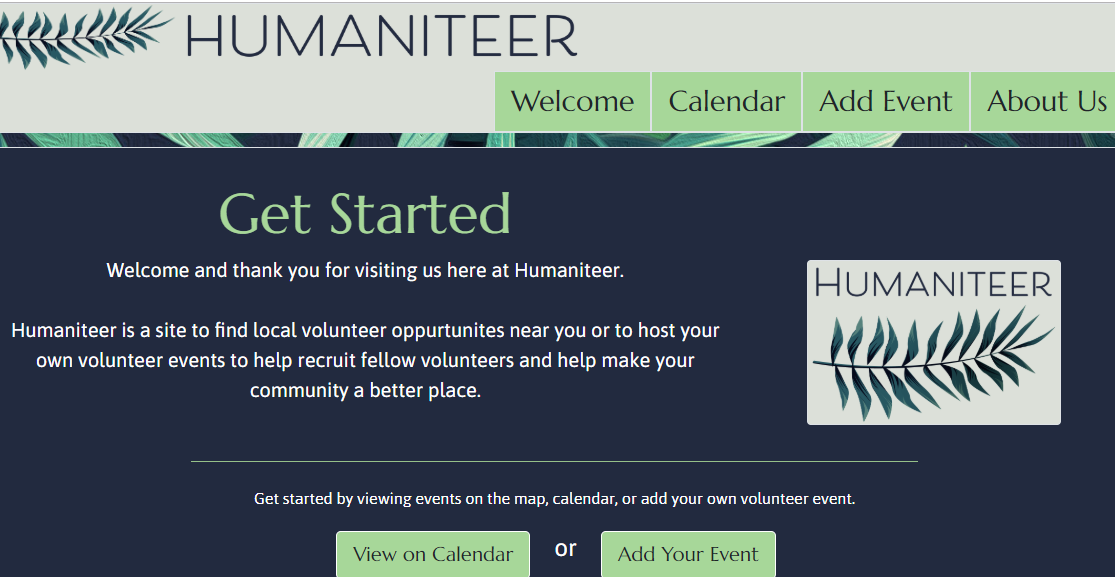 HUMANITEER
Welcome Calendar Add Event About Us
Get Started
Welcome and thank you for visiting us here at Humaniteer.
Humaniteer is a site to find local volunteer oppurtunites near you or to host your
own volunteer events to help recruit fellow volunteers and help make your
community a better place.
HUMANITEER
Get started by viewing events on the map, calendar, or add your own volunteer event.
View on Calendar or Add Your Event